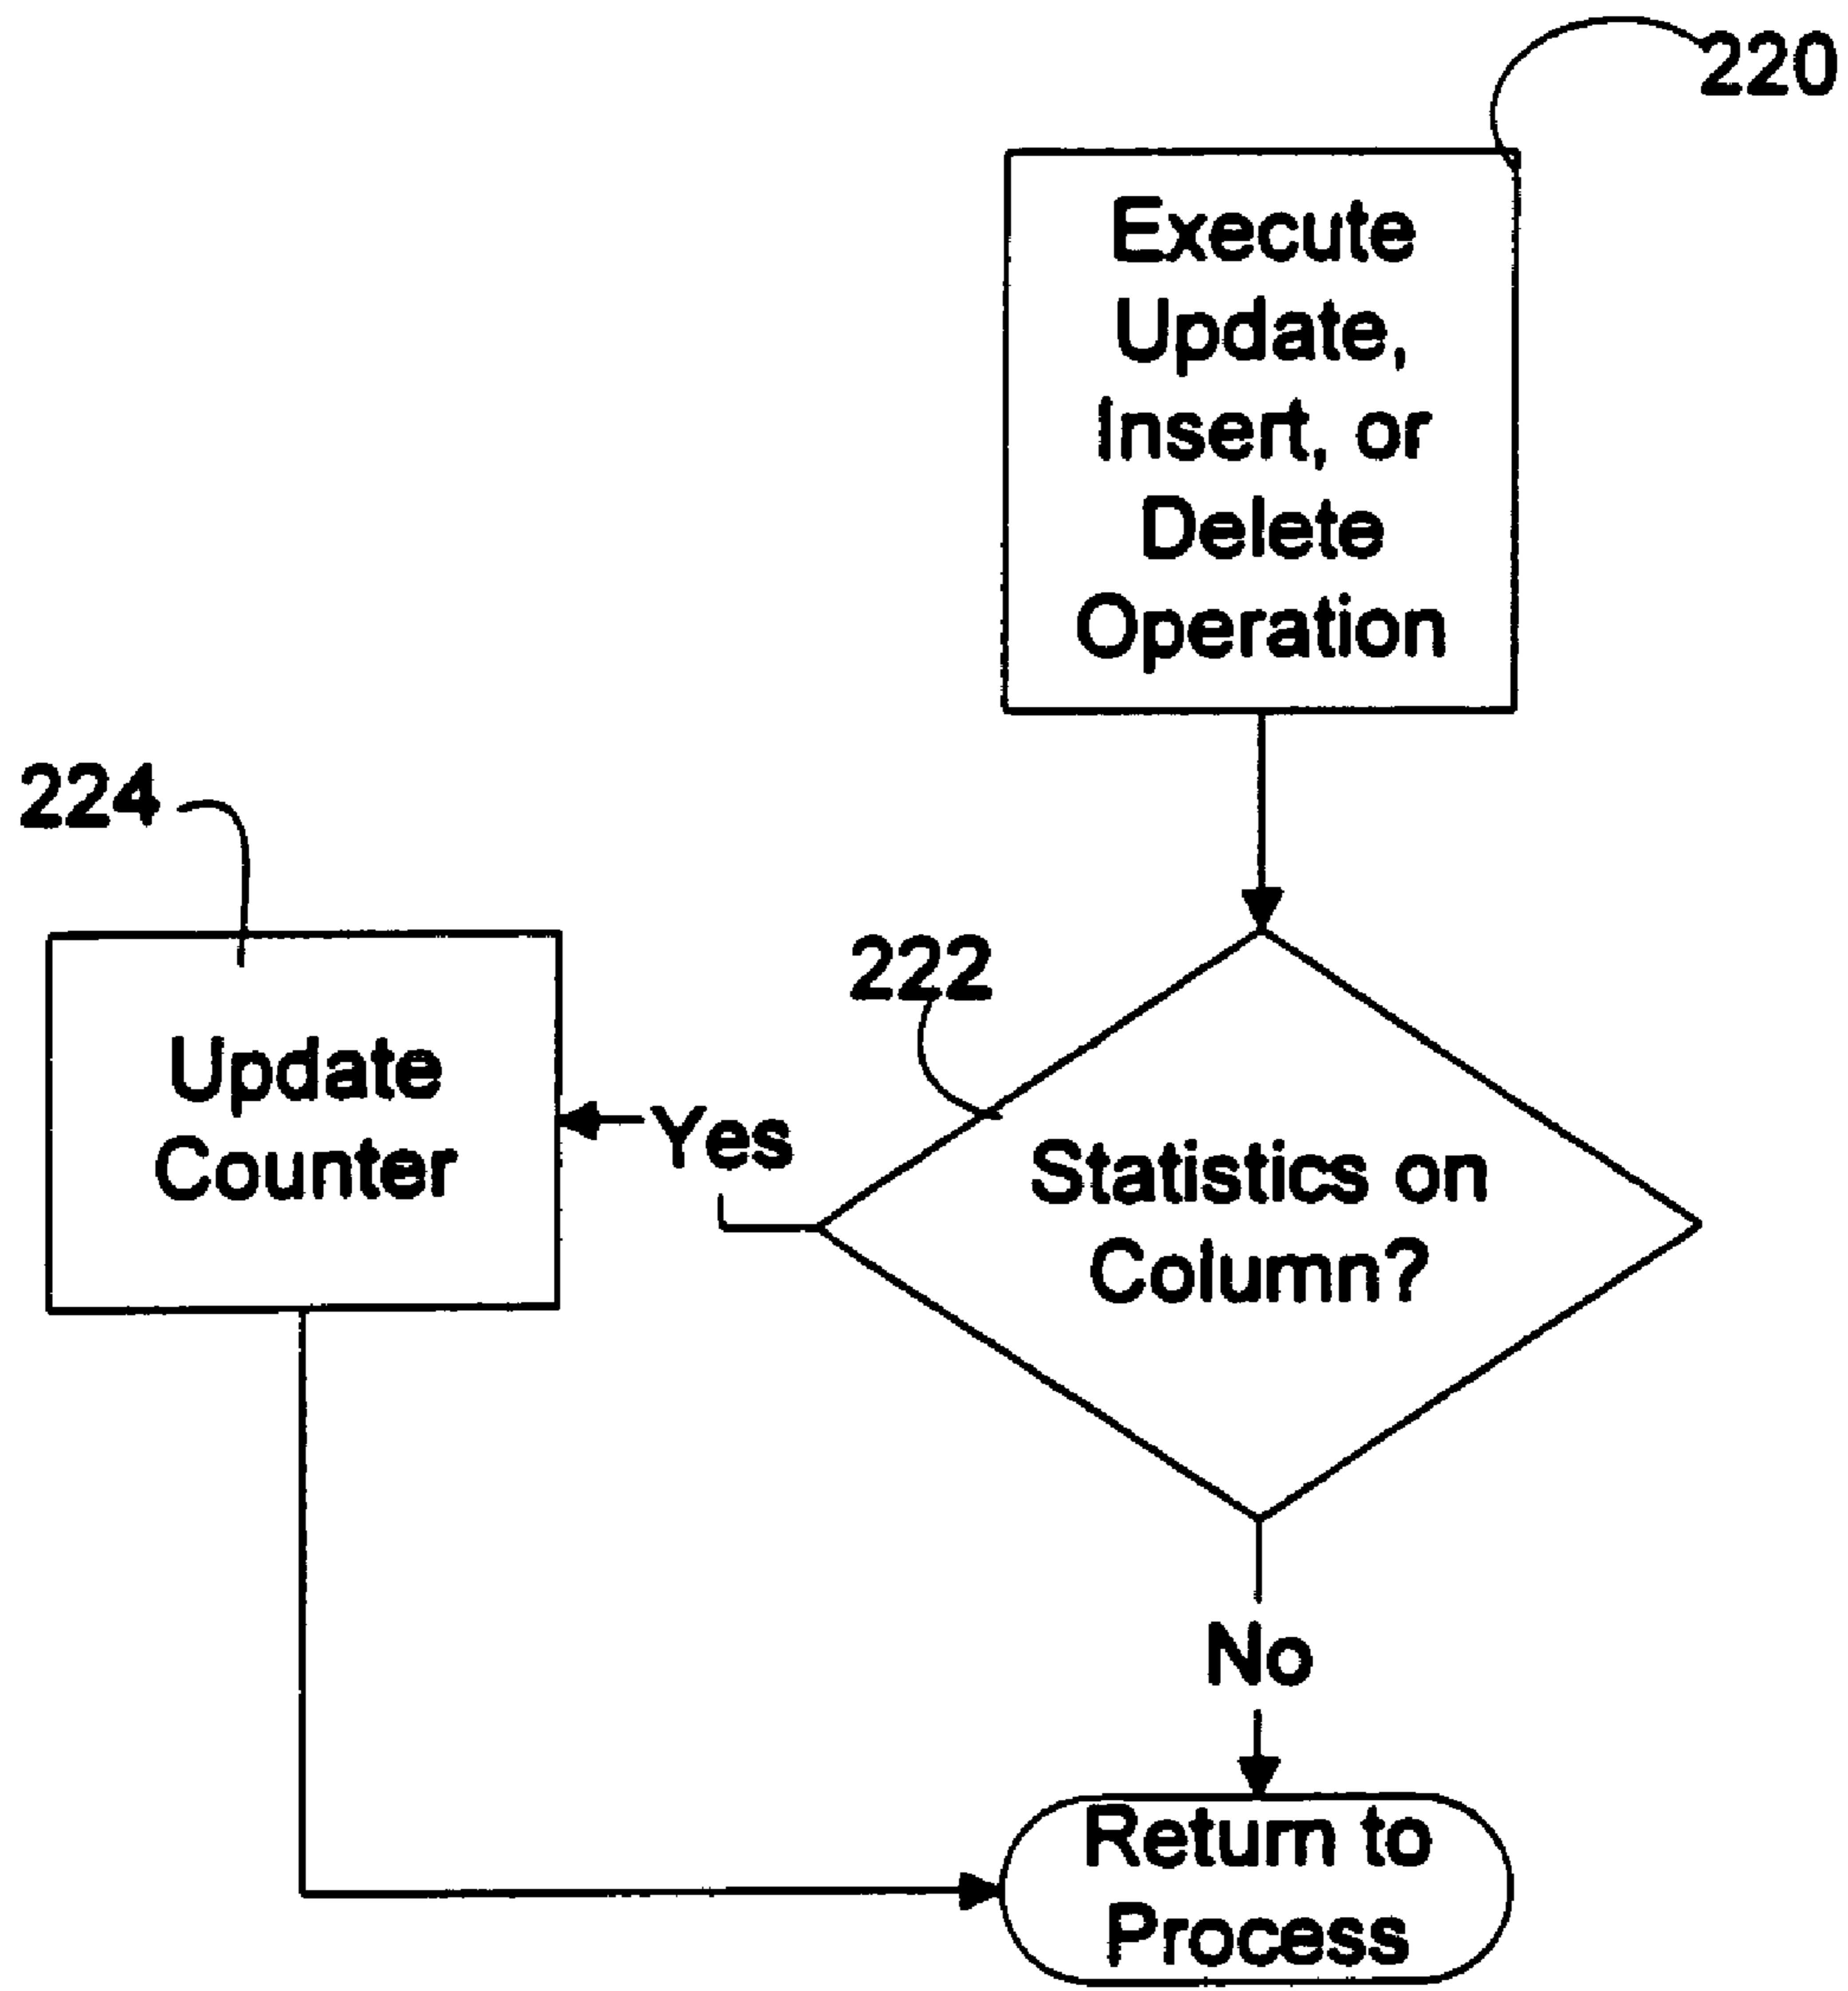 220
Execute
Update,
Insert, or
Delete
Operation
224
222
Update
Counter
Yes
Statistics on
Column?
No
Return to
Process